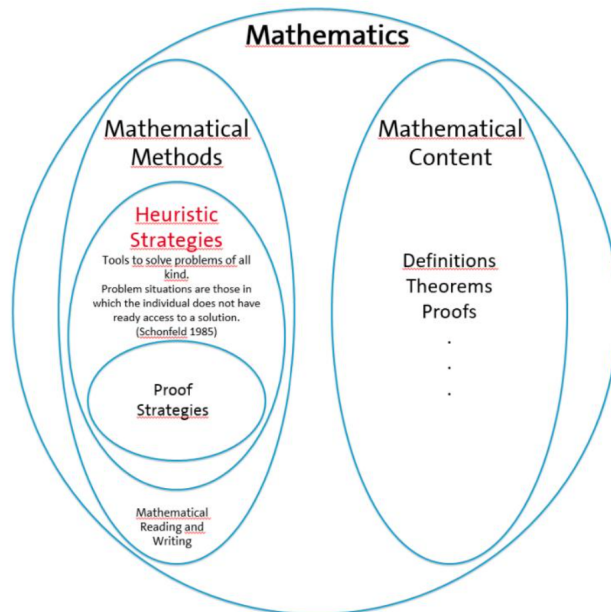 Mathematics
Mathematical
Methods
Heuristic
Strategies
Tools to solve problems of all
kind.
Problem situations are those in
which the individual does not have
ready access to a solution.
(Schonfeld 1985)
Proof
Strategies
Mathematical
Reading and
Writing
Mathematical
Content
Definitions
Theorems
Proofs
.
.
.